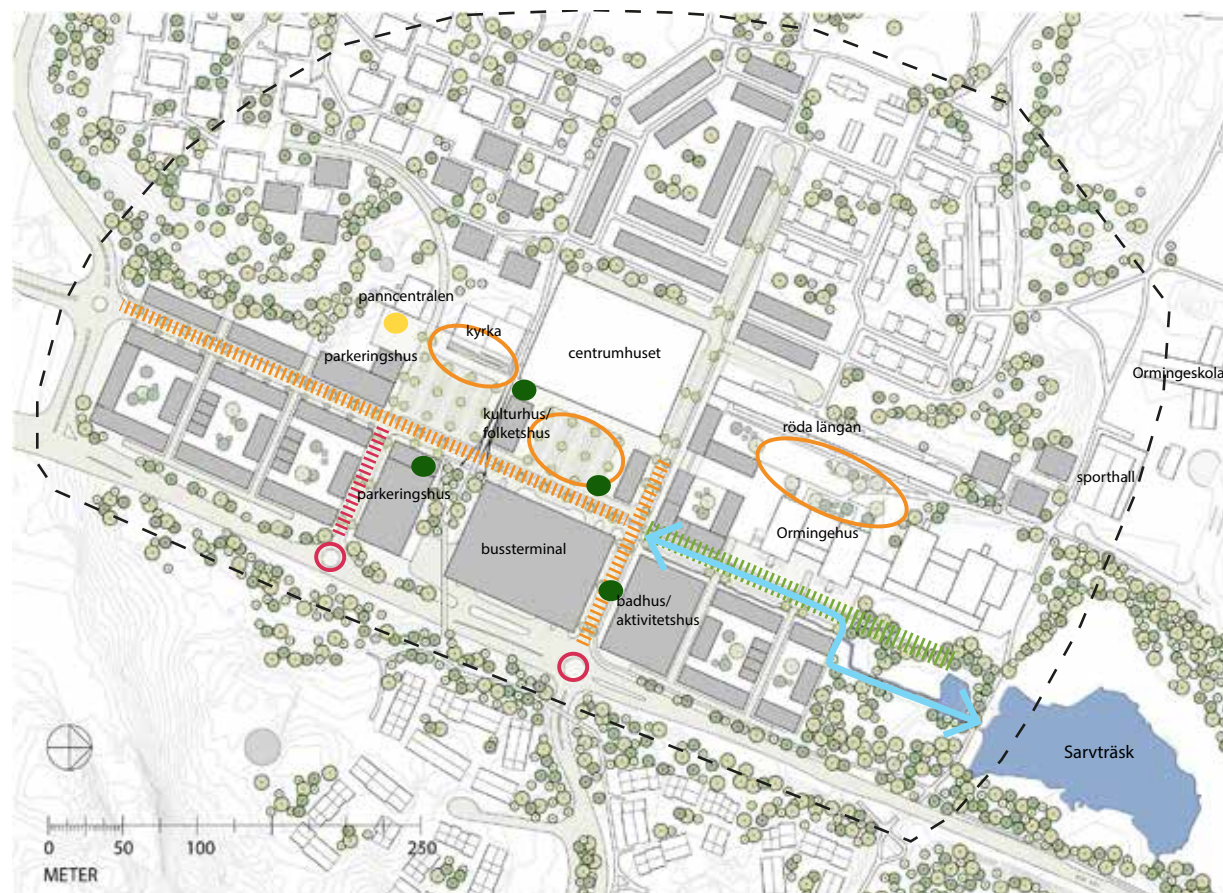 panncentralen
kyrka
parkeringshus
centrumhuset
Ormingeskola
kulturhus/
folketshus
röda längan
sporthall
parkeringshus
Ormingehus
bussterminal
badhus/
aktivitetshus
Sarvträsk
0 50 100 250
METER